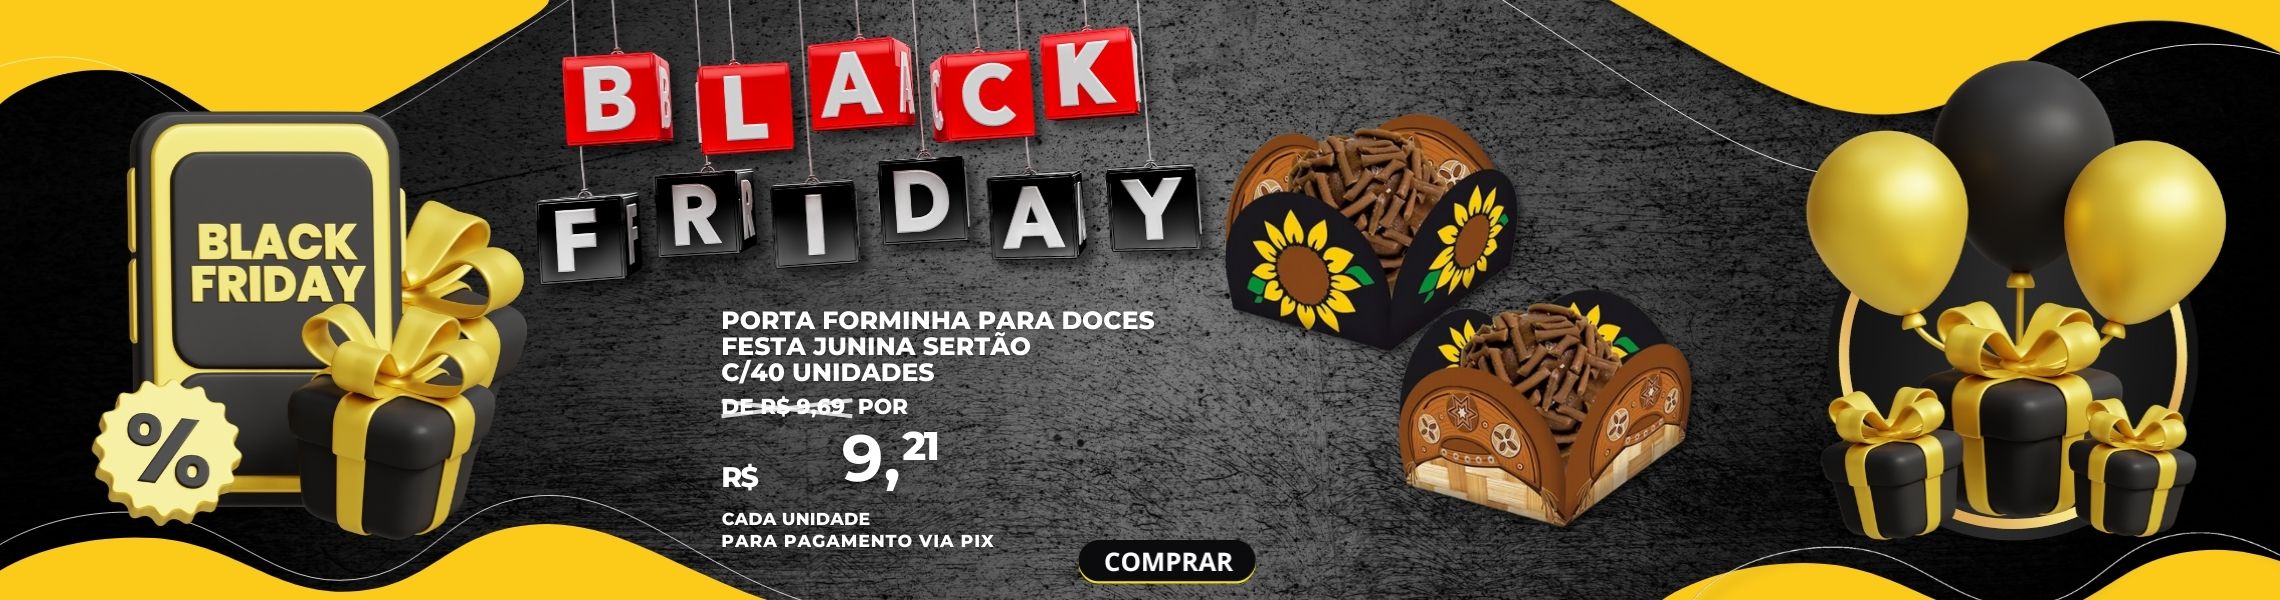 BLACK
FRIDAY
BLACK
FRIDAY
%
PORTA FORMINHA PARA DOCES
FESTA JUNINA SERTÃO
C/40 UNIDADES
DE R$ 9,69 POR
R$ 9,21
CADA UNIDADE
PARA PAGAMENTO VIA PIX
COMPRAR